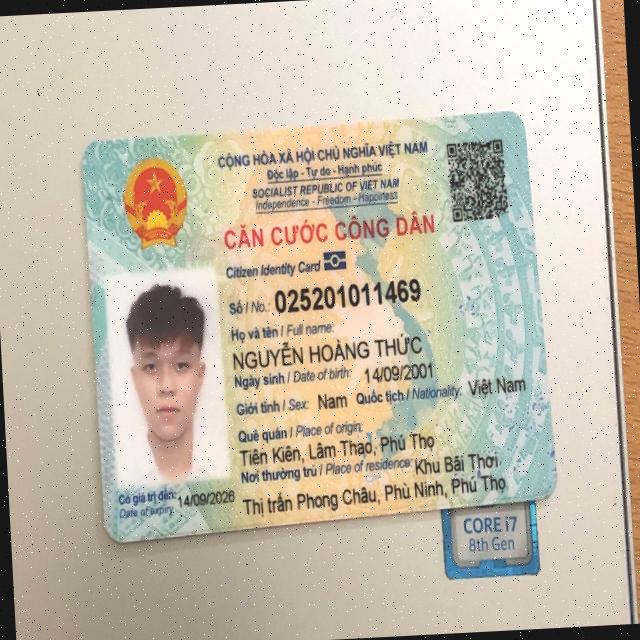 CỘNG HÒA XÃ HỘI CHỦ NGHĨA VIỆT NAM
Độc lập - Tự do - Hạnh phúc
SOCIALIST REPUBLIC OF VIET NAM
Independence - Freedom - Happiness
CĂN CƯỚC CÔNG DÂN
Citizen Identity Card
Số / No.: 025201011469
Họ và tên / Full name:
NGUYỄN HOÀNG THỨC
Ngày sinh / Date of birth: 14/09/2001
Giới tính / Sex: Nam Quốc tịch / Nationality: Việt Nam
Quê quán / Place of origin:
Tiên Kiên, Lâm Thao, Phú Thọ
Nơi thường trú / Place of residence: Khu Bãi Thơi
Thị trấn Phong Châu, Phù Ninh, Phú Thọ
Có giá trị đến: 14/09/2026
Date of expiry:
CORE i7
8th Gen